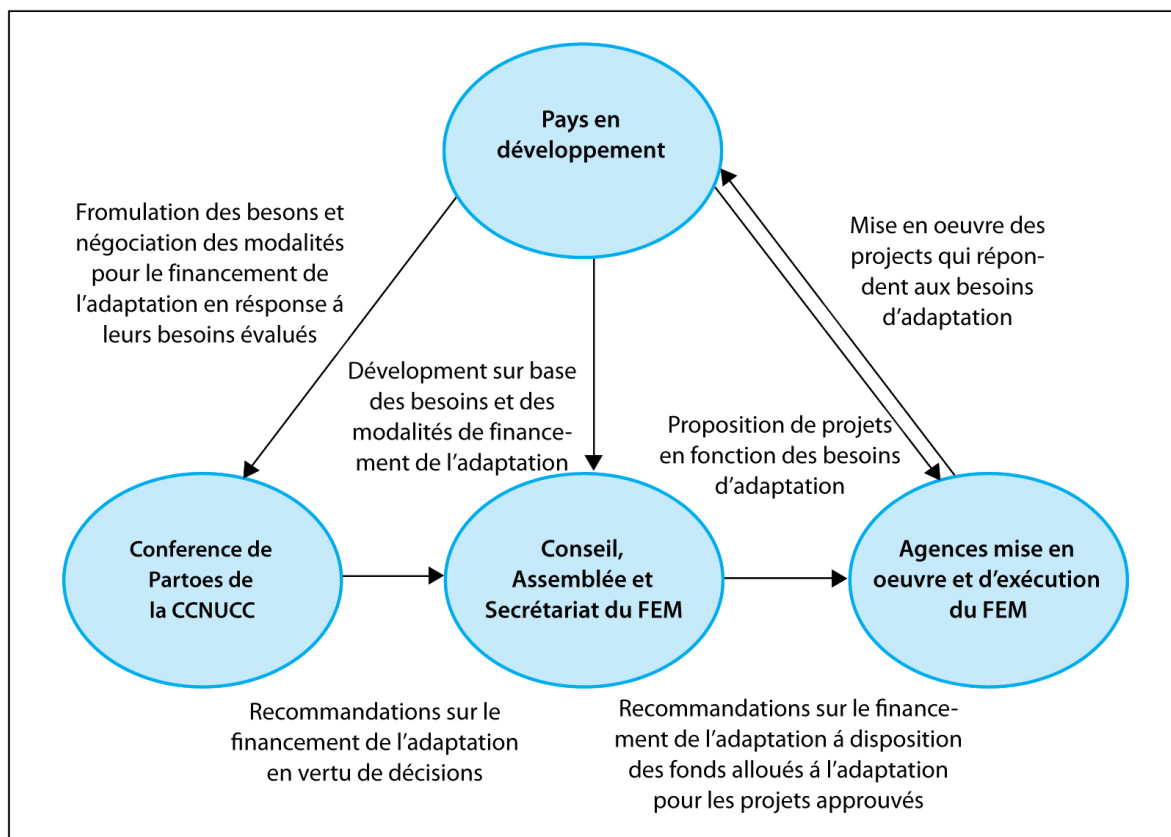 Pays en
développement
Fromulation des besons et
négociation des modalités
pour le financement de
l’adaptation en résponse á
leurs besoins évalués
Mise en oeuvre des
projects qui répon-
dent aux besoins
d’adaptation
Dévelopment sur base
des besoins et des
modalités de finance-
ment de l’adaptation
Proposition de projets
en fonction des besoins
d’adaptation
Conference de
Partoes de
la CCNUCC
Conseil,
Assemblée et
Secrétariat du FEM
Agences mise en
oeuvre et d’exécution
du FEM
Recommandations sur le
financement de l’adaptation
en vertu de décisions
Recommandations sur le finance-
ment de l’adaptation á disposition
des fonds alloués á l’adaptation
pour les projets approuvés